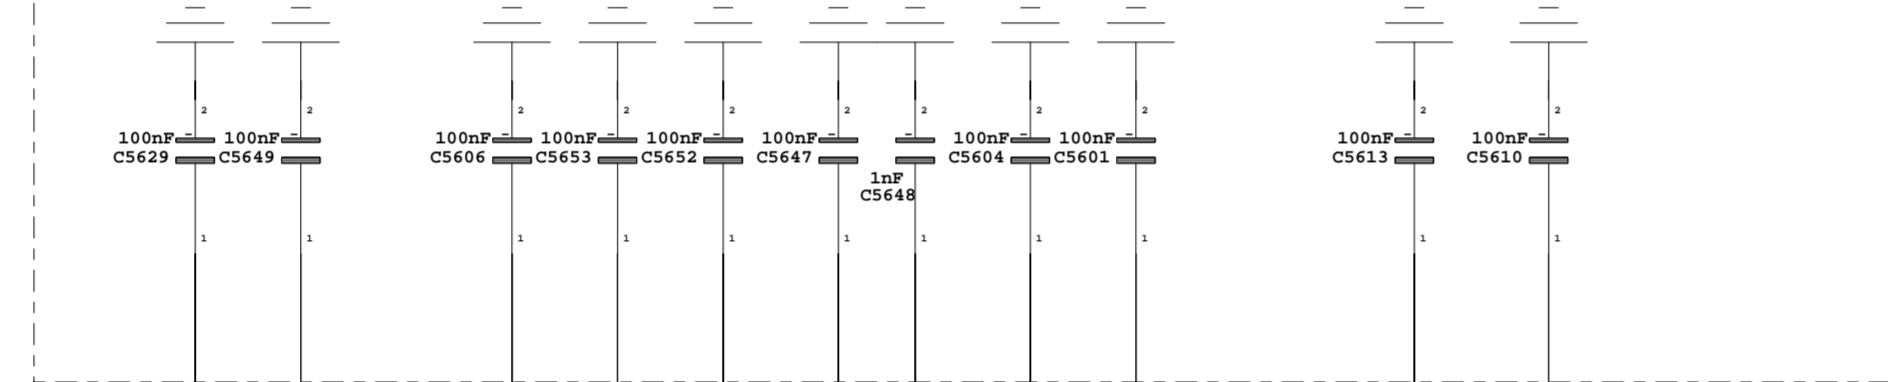 2 2 2 2 2 2 2 2 2 2 2
100nF 100nF 100nF 100nF 100nF 100nF 100nF 100nF 100nF 100nF
C5629 C5649 C5606 C5653 C5652 C5647 C5604 C5601 C5613 C5610
1nF
C5648
1 1 1 1 1 1 1 1 1 1 1